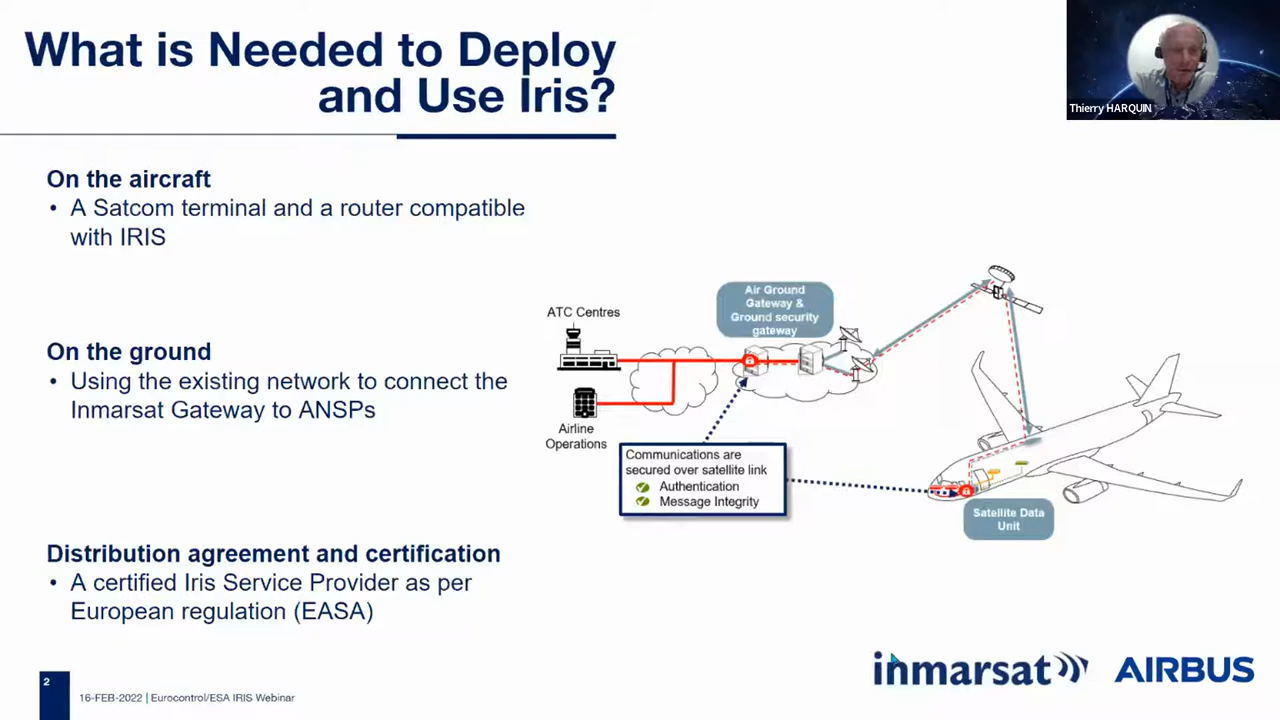 What is Needed to Deploy
and Use Iris?
Thierry HARQUIN
On the aircraft
• A Satcom terminal and a router compatible
with IRIS
On the ground
• Using the existing network to connect the
Inmarsat Gateway to ANSPs
Distribution agreement and certification
• A certified Iris Service Provider as per
European regulation (EASA)
ATC Centres
Airline
Operations
Air Ground
Gateway &
Ground security
gateway
Communications are
secured over satellite link
Authentication
Message Integrity
Satellite Data
Unit
2
16-FEB-2022 | Eurocontrol/ESA IRIS Webinar
inmarsat
AIRBUS